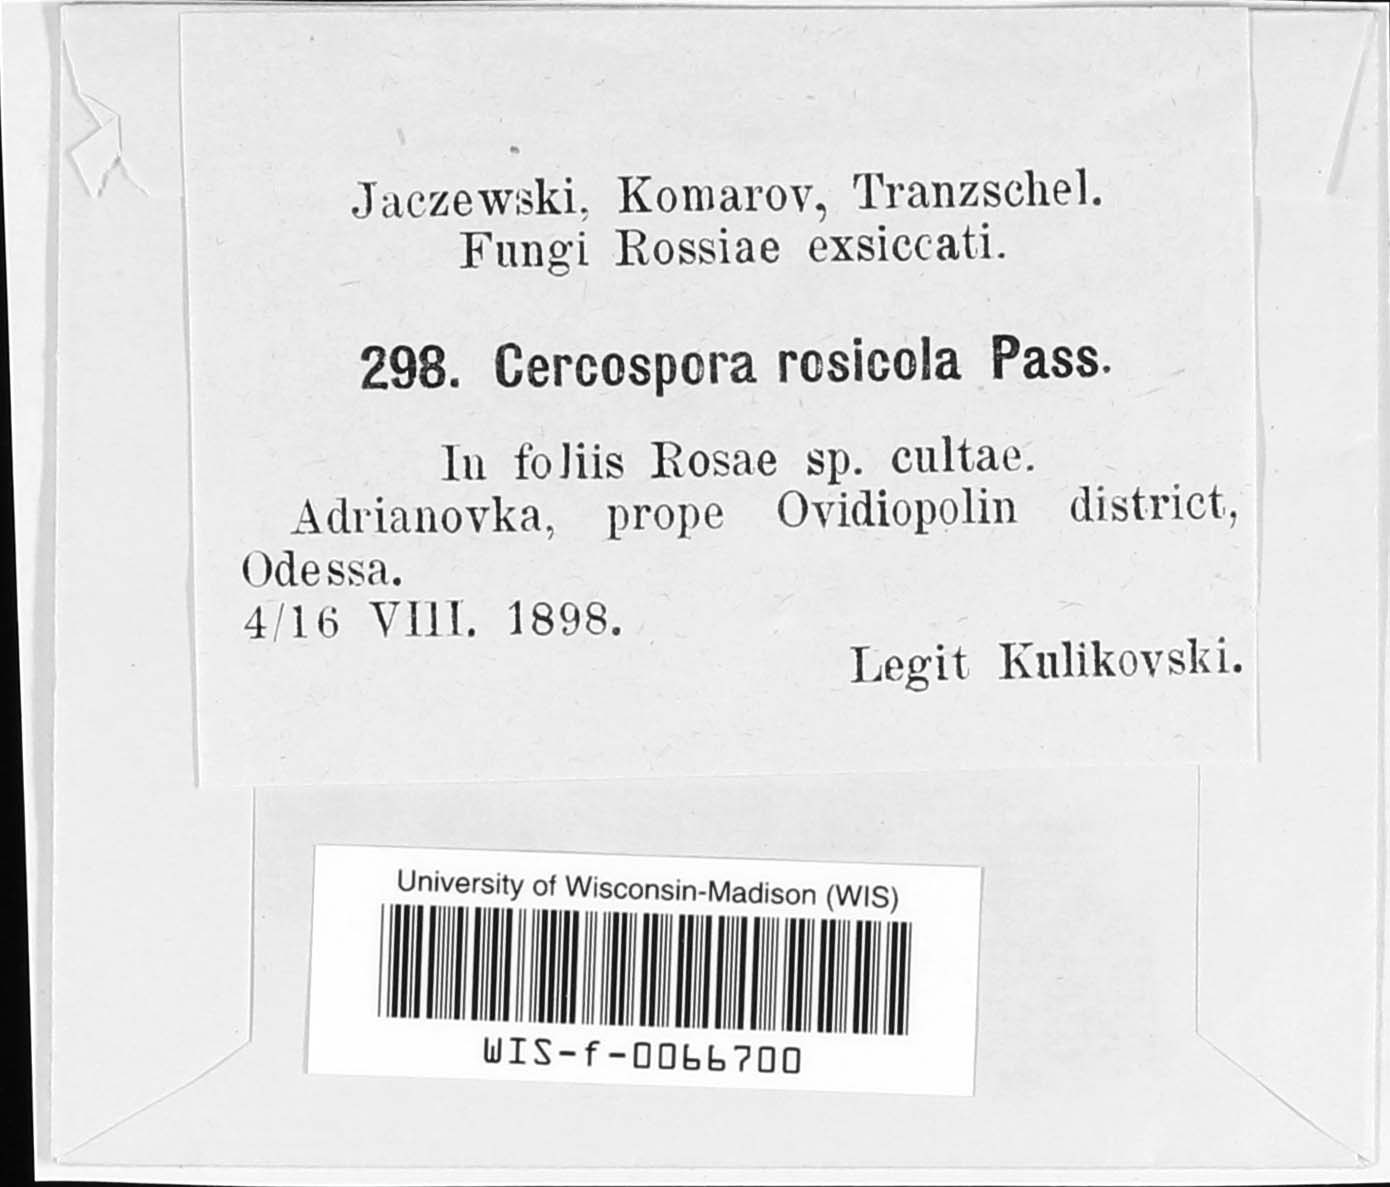 Jaczewski, Komarov, Tranzschel.
Fungi Rossiae exsiccati.
298. Cercospora rosicola Pass.
In foliis Rosae sp. cultae.
Adrianovka, prope Ovidiopolin district,
Odessa.
4/16 VIII. 1898.
Legit Kulikovski.
University of Wisconsin-Madison (WIS)
WIS-f-0066700